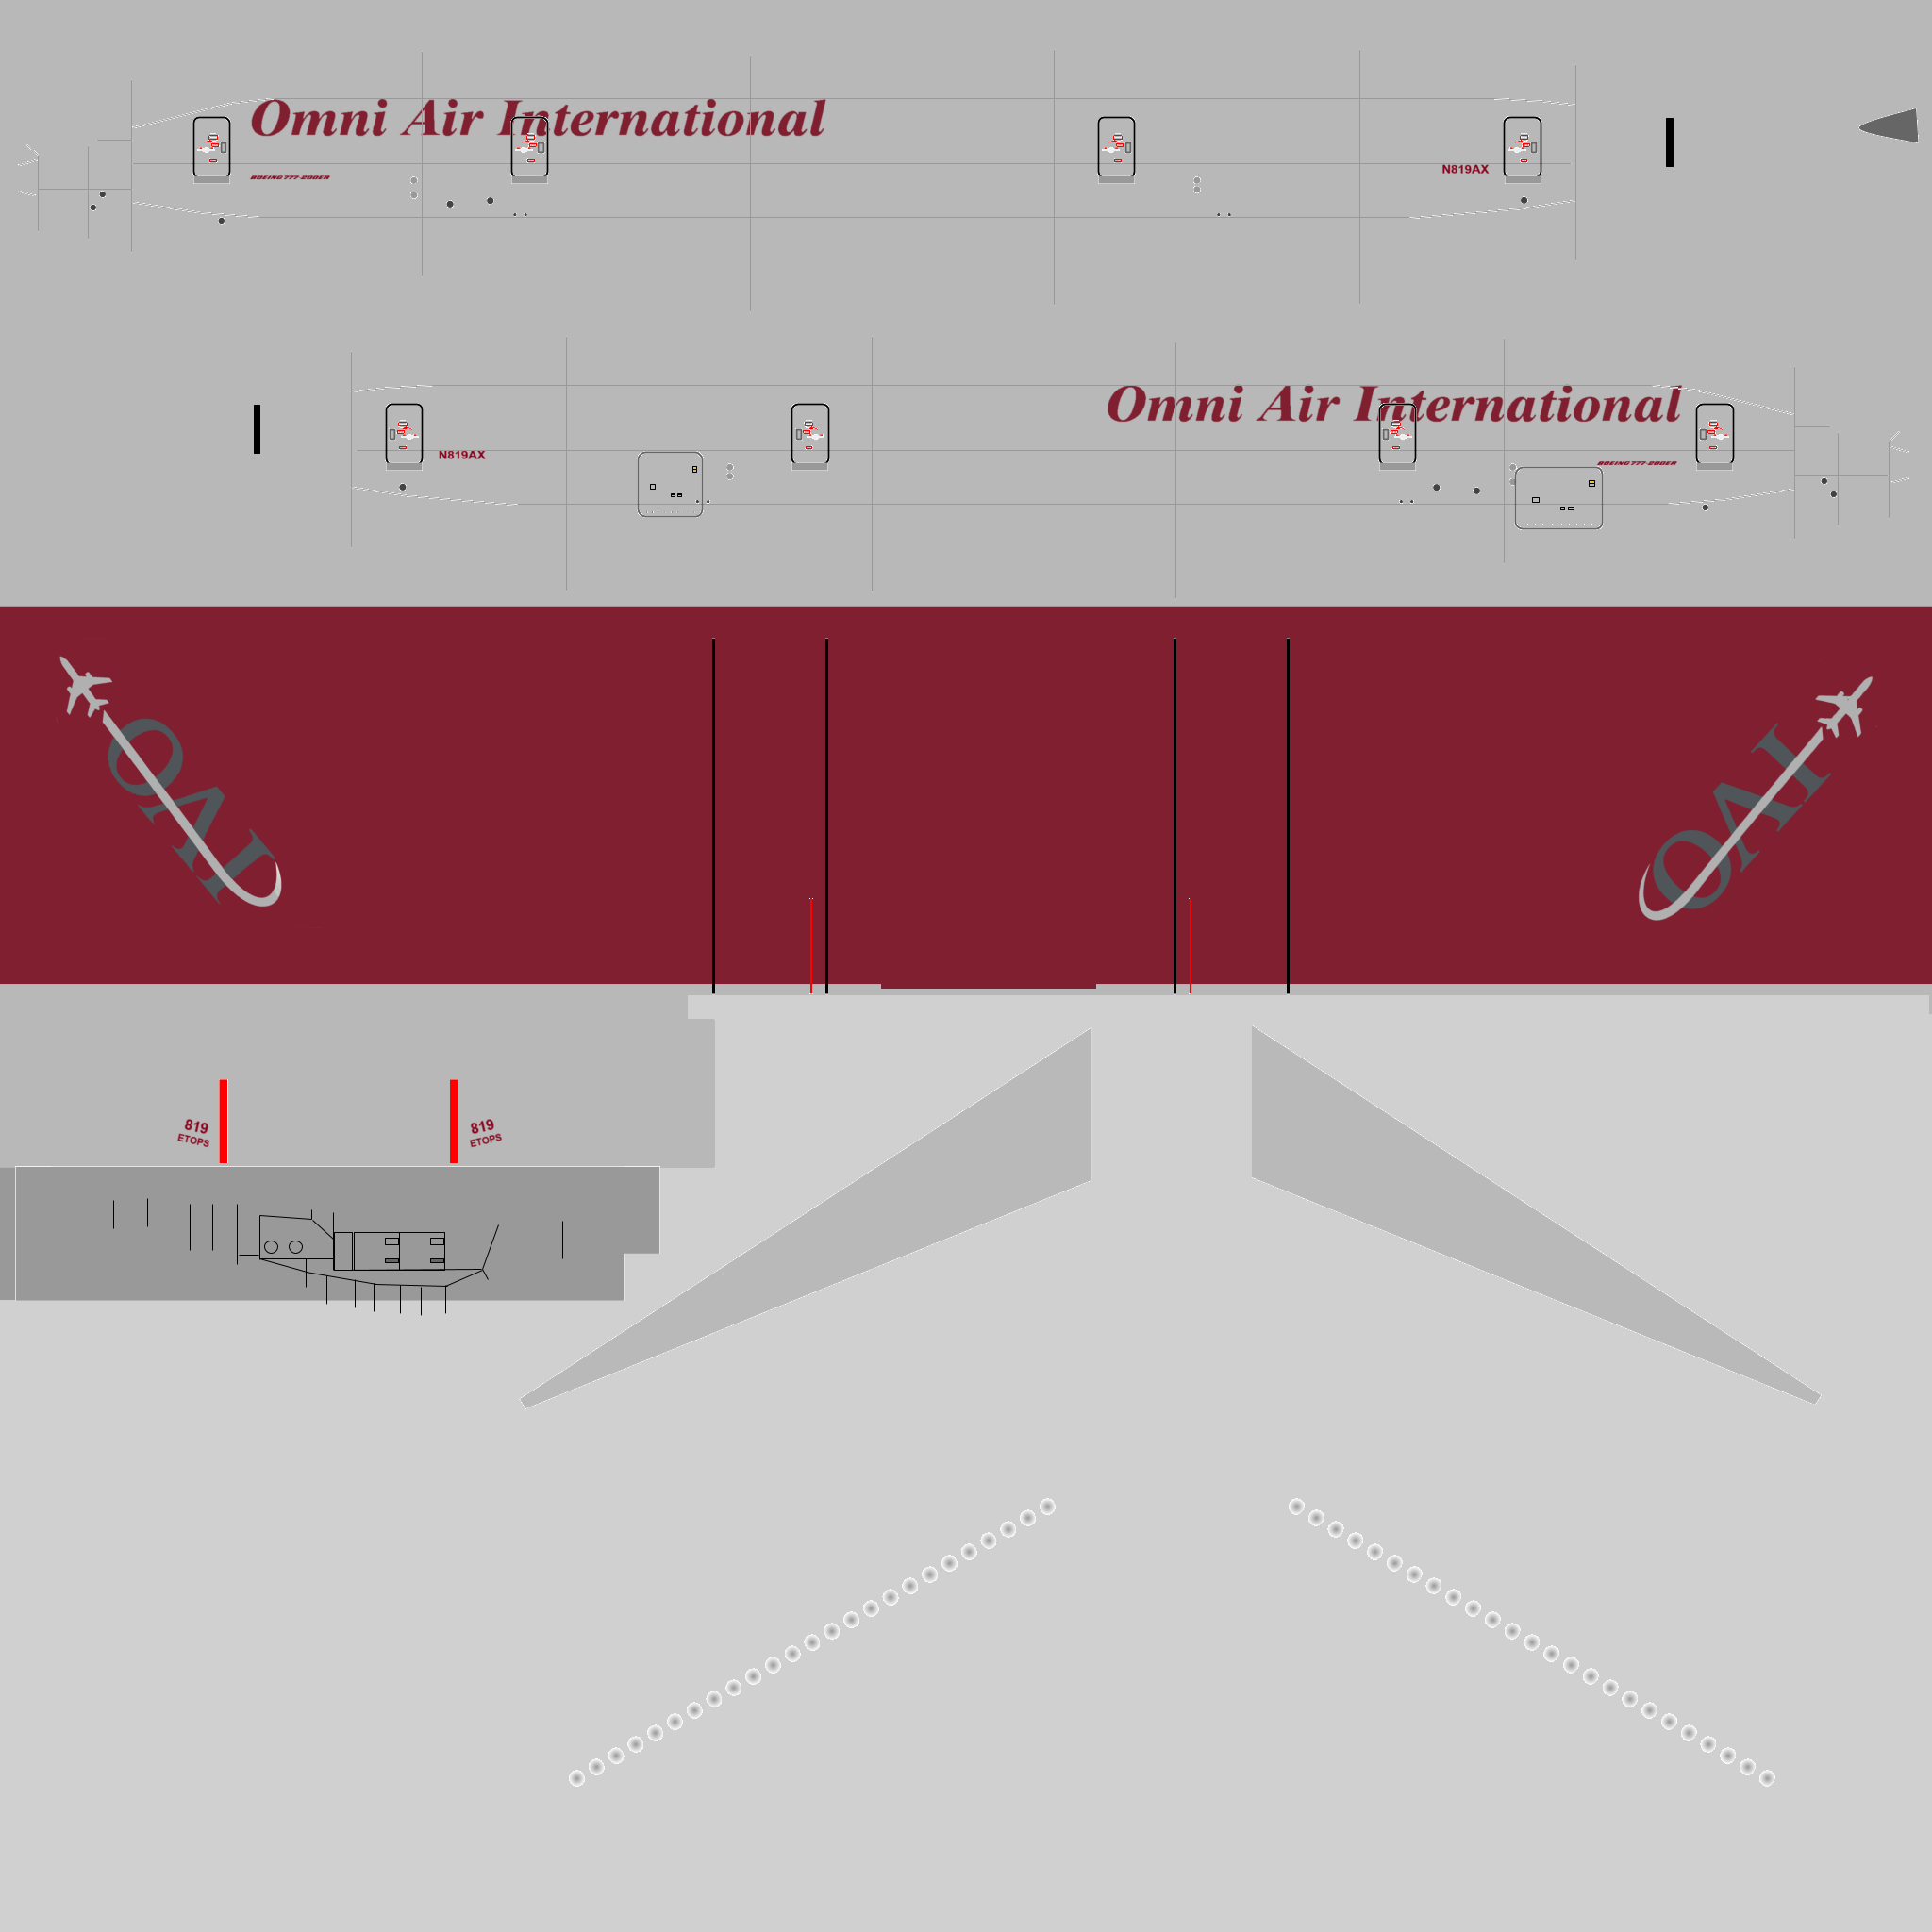 Omni Air International
BOEING 777-200ER
N819AX
Omni Air International
N819AX
BOEING 777-200ER
OAI
OAI
819
ETOPS
819
ETOPS